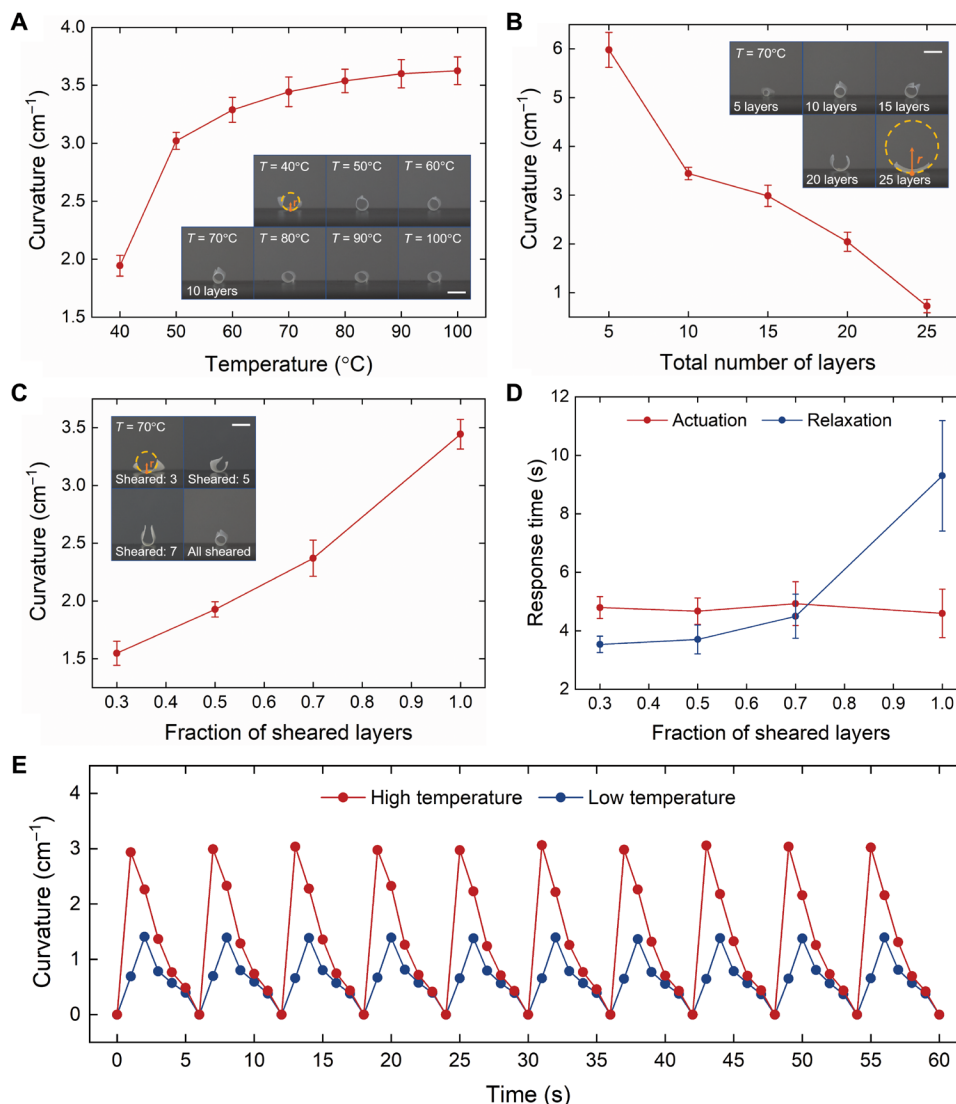 A
Curvature (cm⁻¹)
4.0
3.5
3.0
2.5
2.0
1.5
T = 40°C T = 50°C T = 60°C
r
T = 70°C T = 80°C T = 90°C T = 100°C
10 layers
40 50 60 70 80 90 100
Temperature (°C)
B
Curvature (cm⁻¹)
6
5
4
3
2
1
T = 70°C
5 layers 10 layers 15 layers
r
20 layers 25 layers
5 10 15 20 25
Total number of layers
C
Curvature (cm⁻¹)
3.5
2.5
1.5
T = 70°C
r
Sheared: 3 Sheared: 5
Sheared: 7 All sheared
0.3 0.4 0.5 0.6 0.7 0.8 0.9 1.0
Fraction of sheared layers
D
Response time (s)
12
10
8
6
4
2
Actuation Relaxation
0.3 0.4 0.5 0.6 0.7 0.8 0.9 1.0
Fraction of sheared layers
E
Curvature (cm⁻¹)
4
3
2
1
0
High temperature Low temperature
0 5 10 15 20 25 30 35 40 45 50 55 60
Time (s)